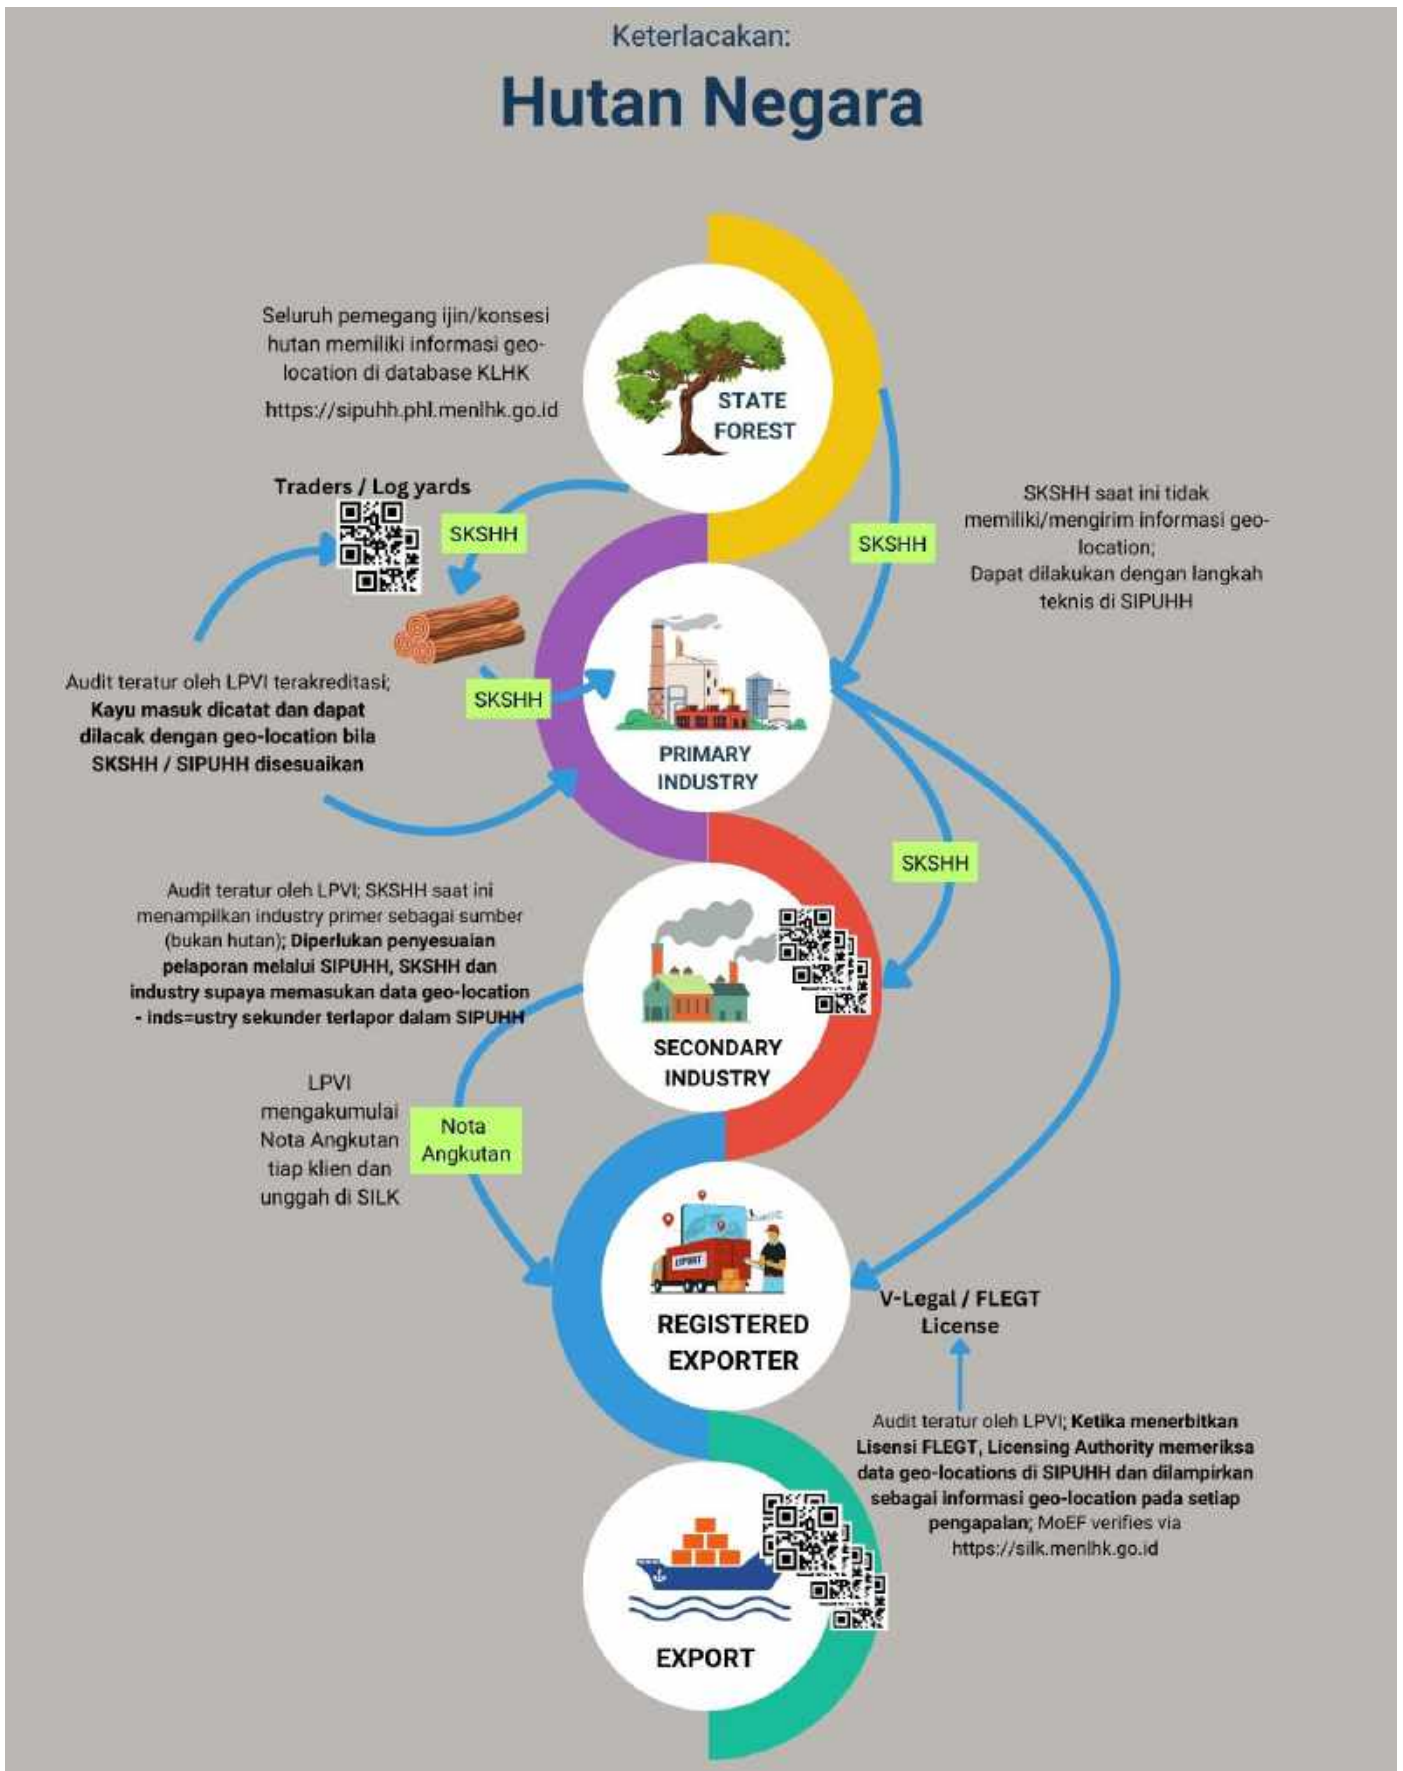 Keterlacakan:
Hutan Negara
Seluruh pemegang ijin/konsesi
hutan memiliki informasi geo-
location di database KLHK
https://sipuhh.phl.menlhk.go.id
STATE
FOREST
Traders / Log yards
SKSHH
SKSHH
SKSHH saat ini tidak
memiliki/mengirim informasi geo-
location;
Dapat dilakukan dengan langkah
teknis di SIPUHH
Audit teratur oleh LPVI terakreditasi;
Kayu masuk dicatat dan dapat
dilacak dengan geo-location bila
SKSHH / SIPUHH disesuaikan
SKSHH
PRIMARY
INDUSTRY
SKSHH
Audit teratur oleh LPVI; SKSHH saat ini
menampilkan industry primer sebagai sumber
(bukan hutan); Diperlukan penyesuaian
pelaporan melalui SIPUHH, SKSHH dan
industry supaya memasukan data geo-location
- inds=ustry sekunder terlapor dalam SIPUHH
SECONDARY
INDUSTRY
LPVI
mengakumulai
Nota Angkutan
tiap klien dan
unggah di SILK
Nota
Angkutan
REGISTERED
EXPORTER
V-Legal / FLEGT
License
Audit teratur oleh LPVI; Ketika menerbitkan
Lisensi FLEGT, Licensing Authority memeriksa
data geo-locations di SIPUHH dan dilampirkan
sebagai informasi geo-location pada setiap
pengapalan; MoEF verifies via
https://silk.menlhk.go.id
EXPORT